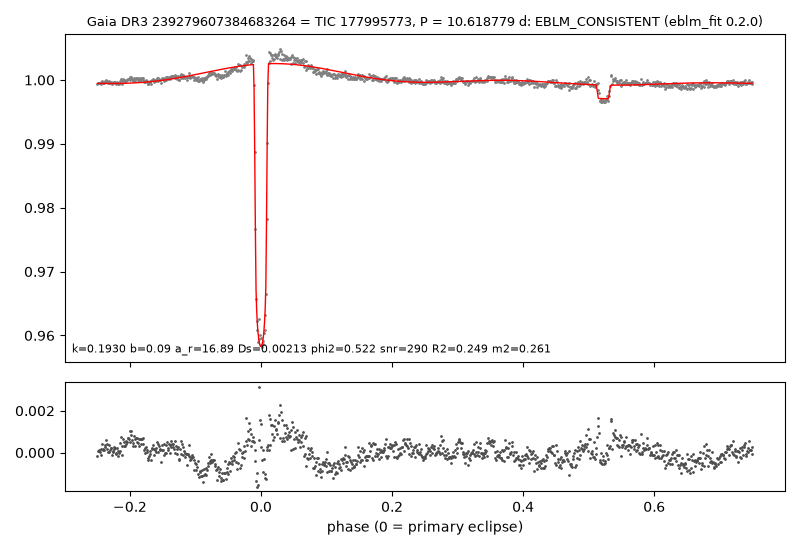 Gaia DR3 2392796073846832​64 = TIC 177995773, P = 10.618779 d: EBLM_CONSISTENT (eblm_fit 0.2.0)
1.00
0.99
0.98
0.97
0.96
k=0.1930 b=0.09 a_r=16.89 Ds=0.00213 phi2=0.522 snr=290 R2=0.249 m2=0.261
0.002
0.000
−0.2 0.0 0.2 0.4 0.6
phase (0 = primary eclipse)